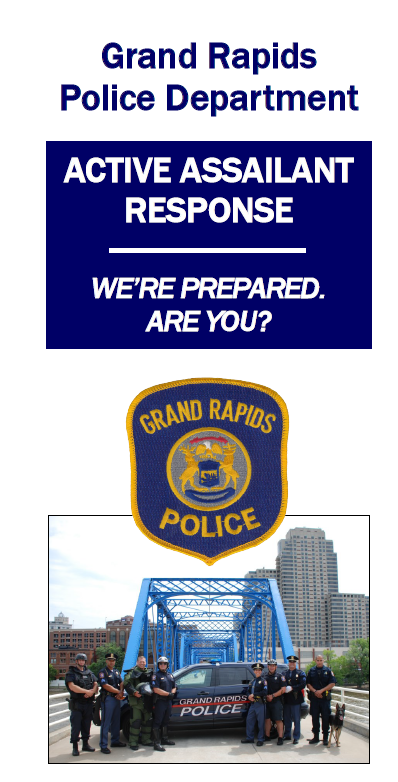 Grand Rapids
Police Department
ACTIVE ASSAILANT
RESPONSE
WE'RE PREPARED.
ARE YOU?
GRAND RAPIDS
POLICE
GRAND RAPIDS
POLICE